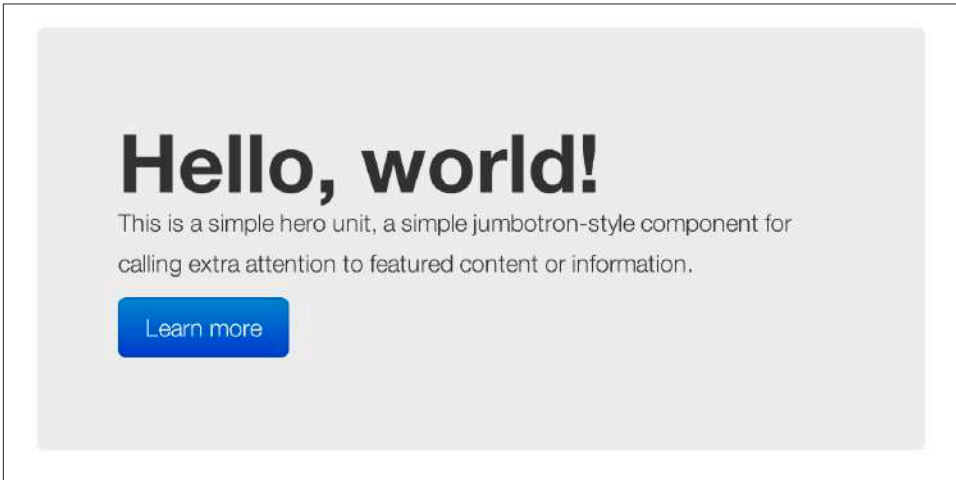 Hello, world!
This is a simple hero unit, a simple jumbotron-style component for
calling extra attention to featured content or information.
Learn more